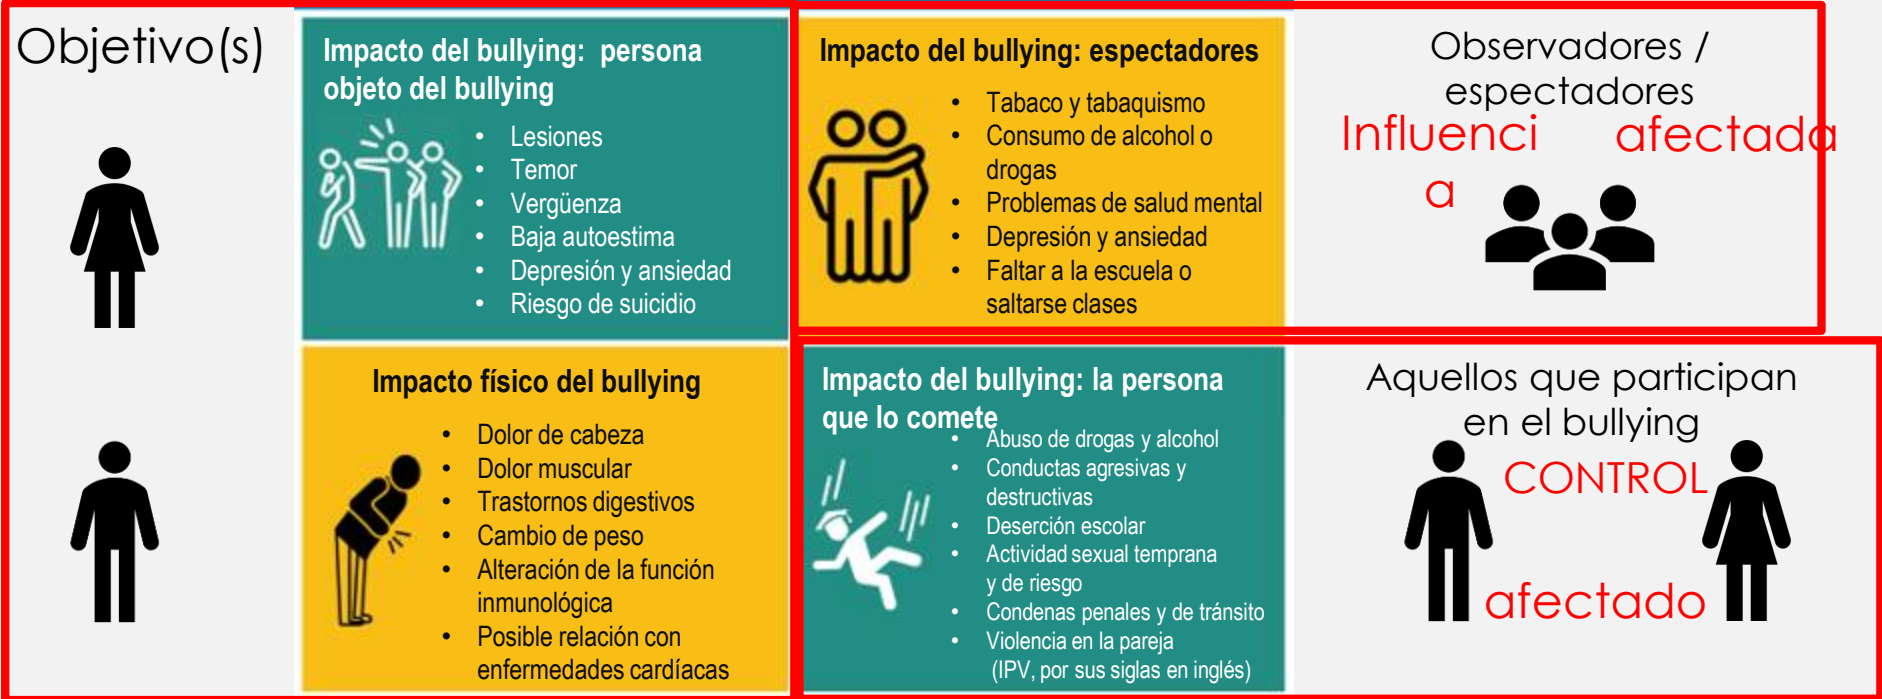 Objetivo(s)
Impacto del bullying: persona
objeto del bullying
• Lesiones
• Temor
• Vergüenza
• Baja autoestima
• Depresión y ansiedad
• Riesgo de suicidio
Impacto del bullying: espectadores
• Tabaco y tabaquismo
• Consumo de alcohol o
drogas
• Problemas de salud mental
• Depresión y ansiedad
• Faltar a la escuela o
saltarse clases
Observadores /
espectadores
Influenci
a
afectada
Impacto físico del bullying
• Dolor de cabeza
• Dolor muscular
• Trastornos digestivos
• Cambio de peso
• Alteración de la función
inmunológica
• Posible relación con
enfermedades cardíacas
Impacto del bullying: la persona
que lo comete
• Abuso de drogas y alcohol
• Conductas agresivas y
destructivas
• Deserción escolar
• Actividad sexual temprana
y de riesgo
• Condenas penales y de tránsito
• Violencia en la pareja
(IPV, por sus siglas en inglés)
Aquellos que participan
en el bullying
CONTROL
afectado